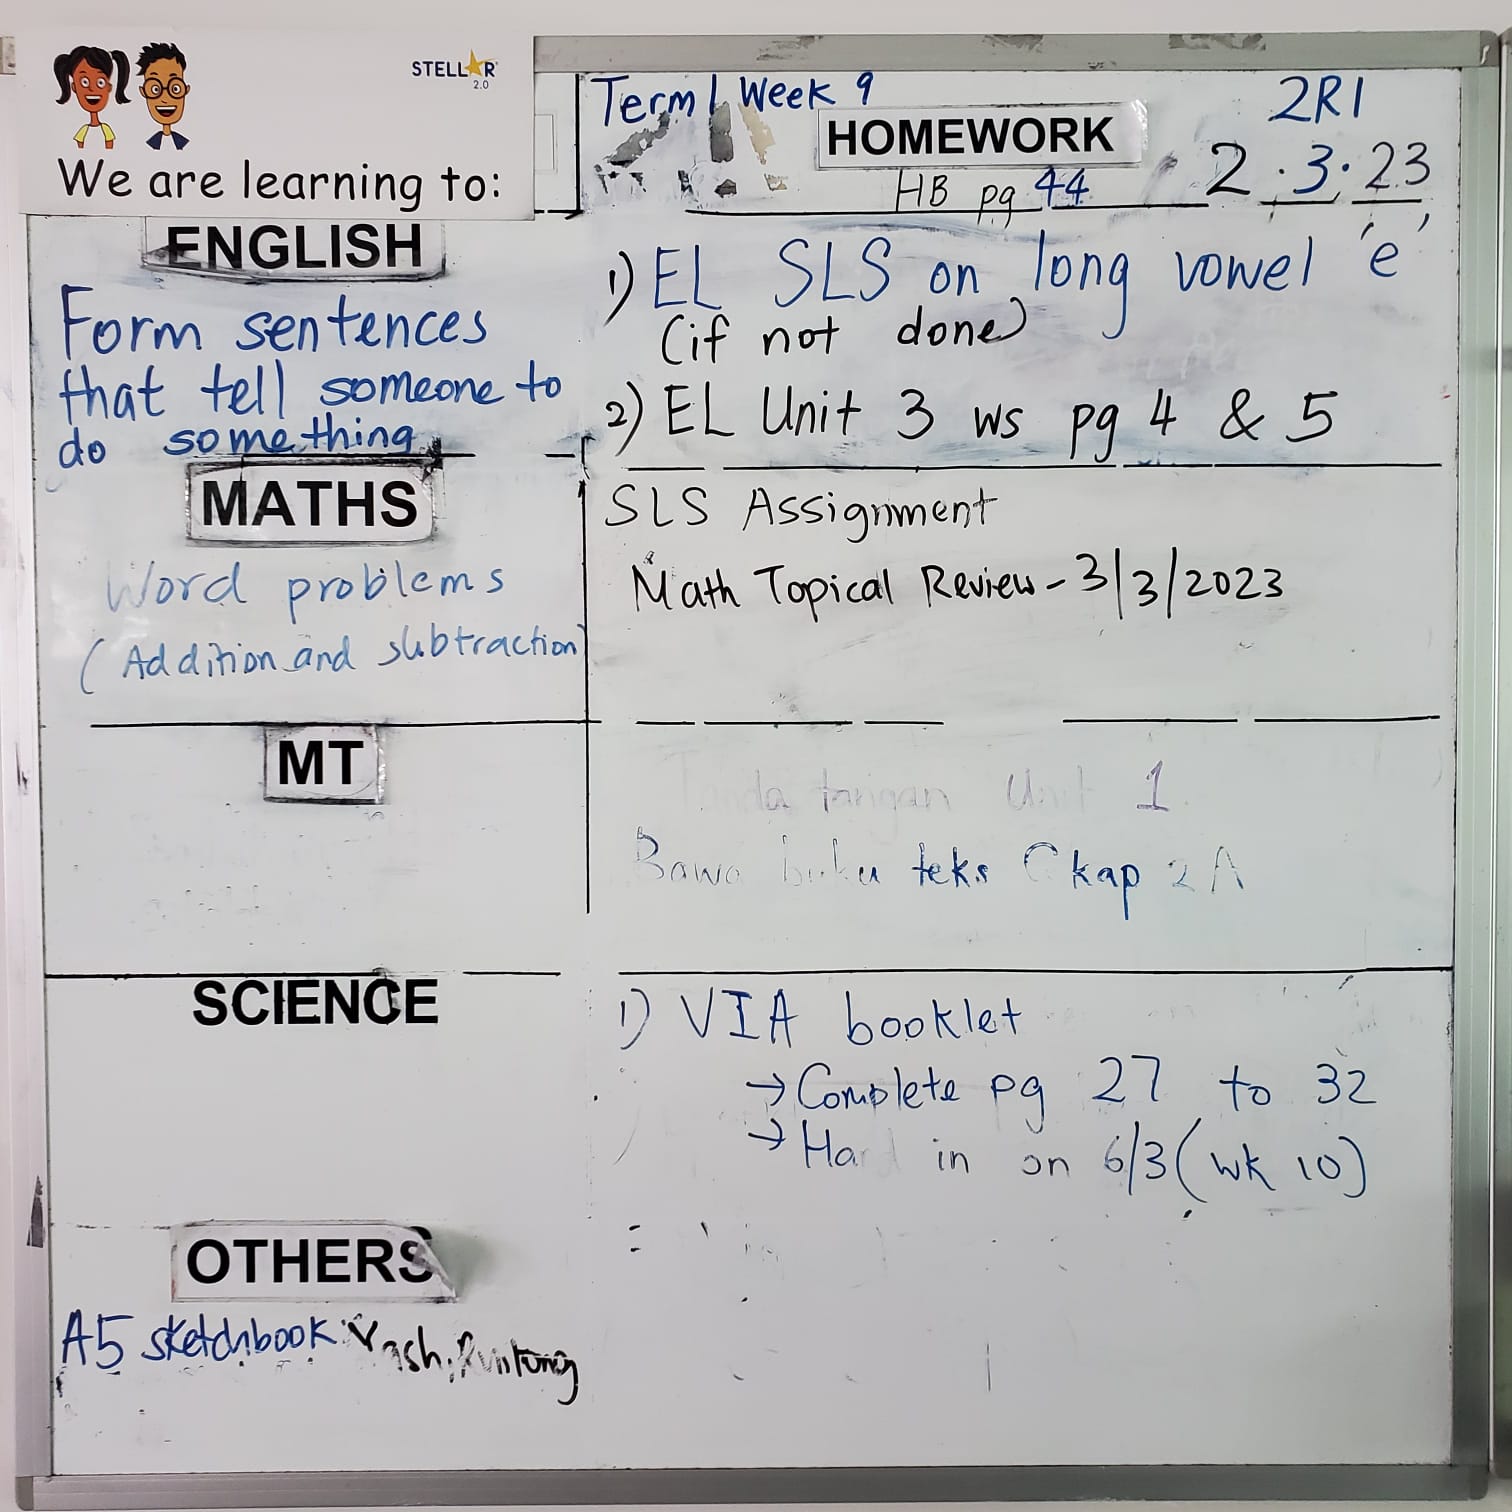 STELLAR
2.0
We are learning to:
Term 1 Week 9
2R1
HOMEWORK
2.3.23
HB pg 44
ENGLISH
Form sentences
that tell someone to
do something
1) EL SLS on long vowel 'e'
(if not done)
2) EL Unit 3 ws pg 4 & 5
MATHS
Word problems
(Addition and subtraction
SLS Assignment
Math Topical Review - 3/3/2023
MT
Tanda tangan Unit 1
Bawa buku teks Ckap 2A
SCIENCE
1) VIA booklet
→ Complete pg 27 to 32
→ Hand in on 6/3 (wk 10)
OTHERS
A5 sketchbook: Yash,